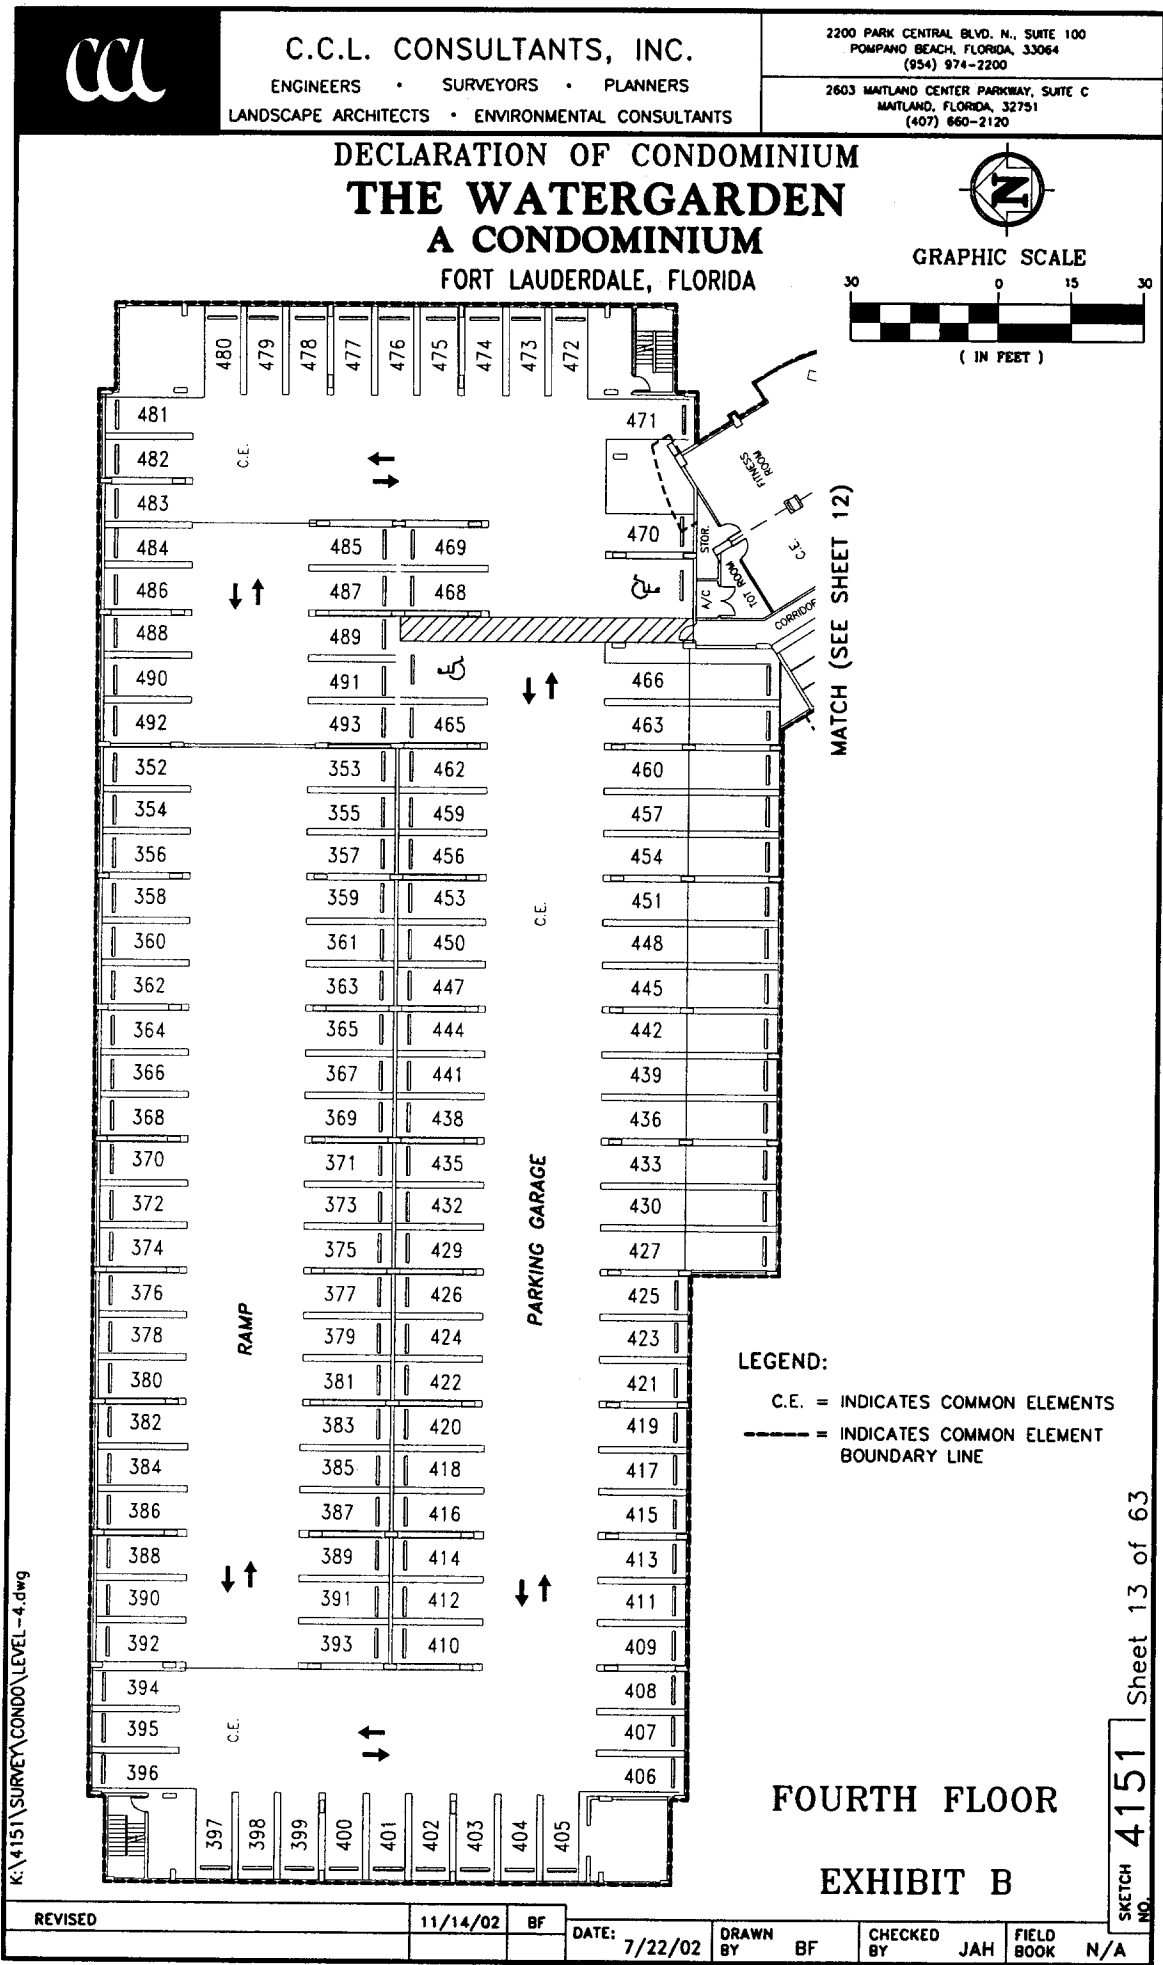 CCL
C.C.L. CONSULTANTS, INC.
ENGINEERS • SURVEYORS • PLANNERS
LANDSCAPE ARCHITECTS • ENVIRONMENTAL CONSULTANTS
2200 PARK CENTRAL BLVD. N., SUITE 100
POMPANO BEACH, FLORIDA, 33064
(954) 974-2200
2603 MAITLAND CENTER PARKWAY, SUITE C
MAITLAND, FLORIDA, 32751
(407) 660-2120
DECLARATION OF CONDOMINIUM
THE WATERGARDEN
A CONDOMINIUM
FORT LAUDERDALE, FLORIDA
N
GRAPHIC SCALE
30 0 15 30
( IN FEET )
480 479 478 477 476 475 474 473 472
481 471
482 C.E.
483
484 485 469 470
486 487 468
488 489
490 491 466
492 493 465 463
352 353 462 460
354 355 459 457
356 357 456 454
358 359 453 451
C.E.
360 361 450 448
362 363 447 445
364 365 444 442
366 367 441 439
368 369 438 436
370 371 435 433
372 373 432 430
374 375 429 427
376 377 426 425
378 379 424 423
380 381 422 421
382 383 420 419
384 385 418 417
386 387 416 415
388 389 414 413
390 391 412 411
392 393 410 409
394 408
395 C.E. 407
396 406
397 398 399 400 401 402 403 404 405
RAMP
PARKING GARAGE
FITNESS
ROOM
STOR.
C.E.
TOT ROOM
A/C
CORRIDOR
MATCH (SEE SHEET 12)
LEGEND:
C.E. = INDICATES COMMON ELEMENTS
= INDICATES COMMON ELEMENT
BOUNDARY LINE
FOURTH FLOOR
EXHIBIT B
SKETCH NO. 4151 Sheet 13 of 63
K:\4151\SURVEY\CONDO\LEVEL-4.dwg
REVISED 11/14/02 BF
DATE: 7/22/02
DRAWN BY BF
CHECKED BY JAH
FIELD BOOK N/A